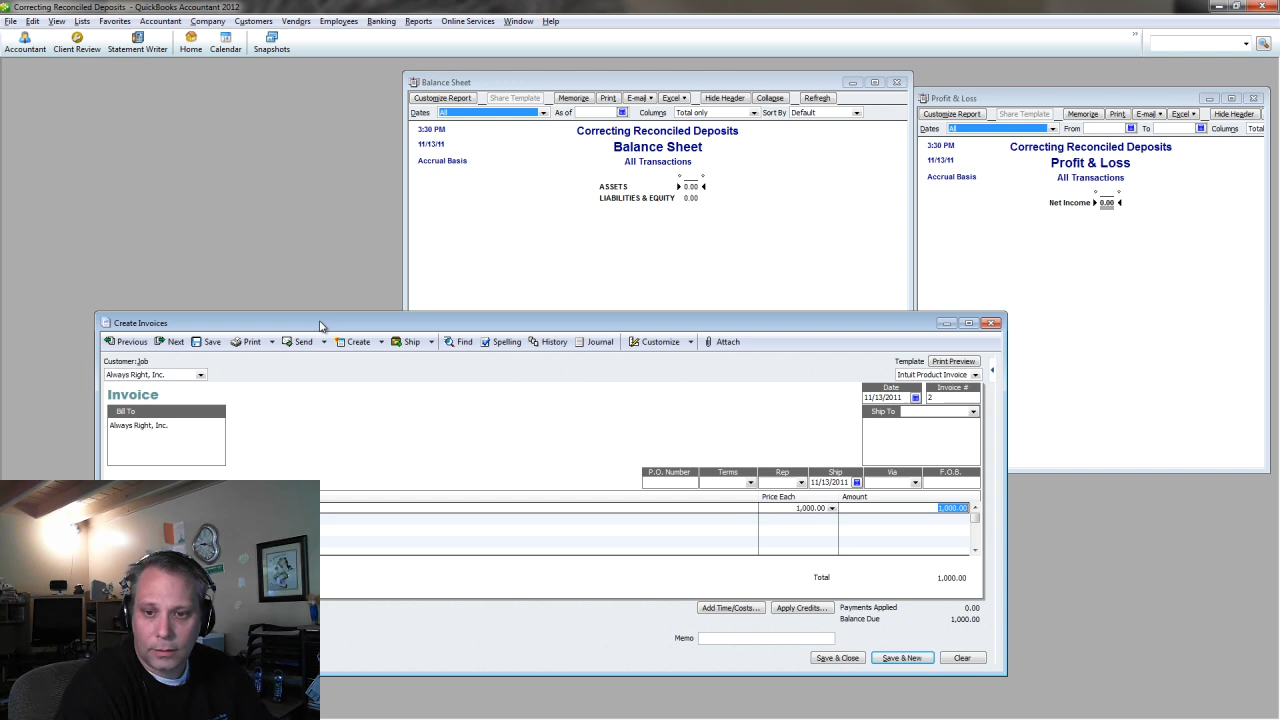 Correcting Reconciled Deposits - QuickBooks Accountant 2012
File Edit View Lists Favorites Accountant Company Customers Vendors Employees Banking Reports Online Services Window Help
Accountant Client Review Statement Writer Home Calendar Snapshots
Balance Sheet
Customize Report Share Template Memorize Print E-mail Excel Hide Header Collapse Refresh
Dates All As of Columns Total only Sort By Default
3:30 PM
11/13/11
Accrual Basis
Correcting Reconciled Deposits
Balance Sheet
All Transactions
ASSETS 0.00
LIABILITIES & EQUITY 0.00
Profit & Loss
Customize Report Share Template Memorize Print E-mail Excel Hide Header
Dates All From To Columns Total
3:30 PM
11/13/11
Accrual Basis
Correcting Reconciled Deposits
Profit & Loss
All Transactions
Net Income 0.00
Create Invoices
Previous Next Save Print Send Create Ship Find Spelling History Journal Customize Attach
Customer:Job
Always Right, Inc.
Template Print Preview
Intuit Product Invoice
Invoice
Date Invoice #
11/13/2011 2
Bill To
Always Right, Inc.
Ship To
P.O. Number Terms Rep Ship Via F.O.B.
11/13/2011
Price Each Amount
1,000.00 1,000.00
Total 1,000.00
Add Time/Costs... Apply Credits... Payments Applied 0.00
Balance Due 1,000.00
Memo
Save & Close Save & New Clear